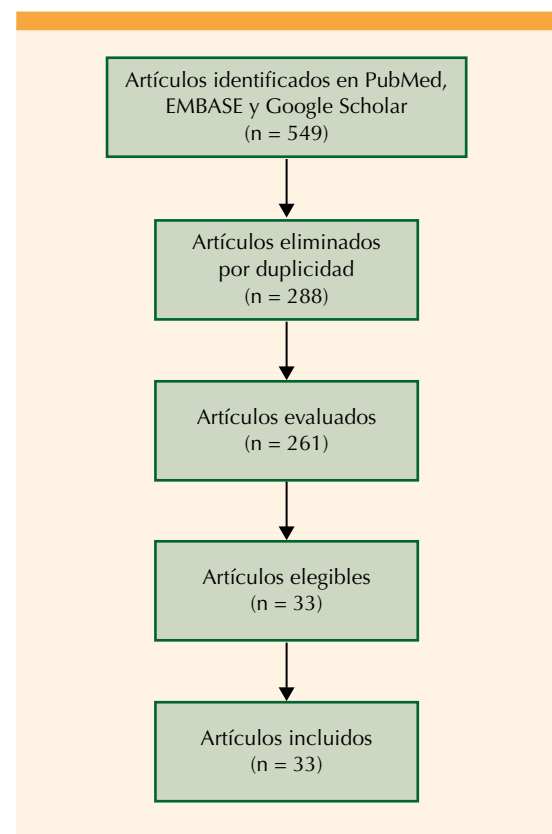 Artículos identificados en PubMed,
EMBASE y Google Scholar
(n = 549)
Artículos eliminados
por duplicidad
(n = 288)
Artículos evaluados
(n = 261)
Artículos elegibles
(n = 33)
Artículos incluidos
(n = 33)